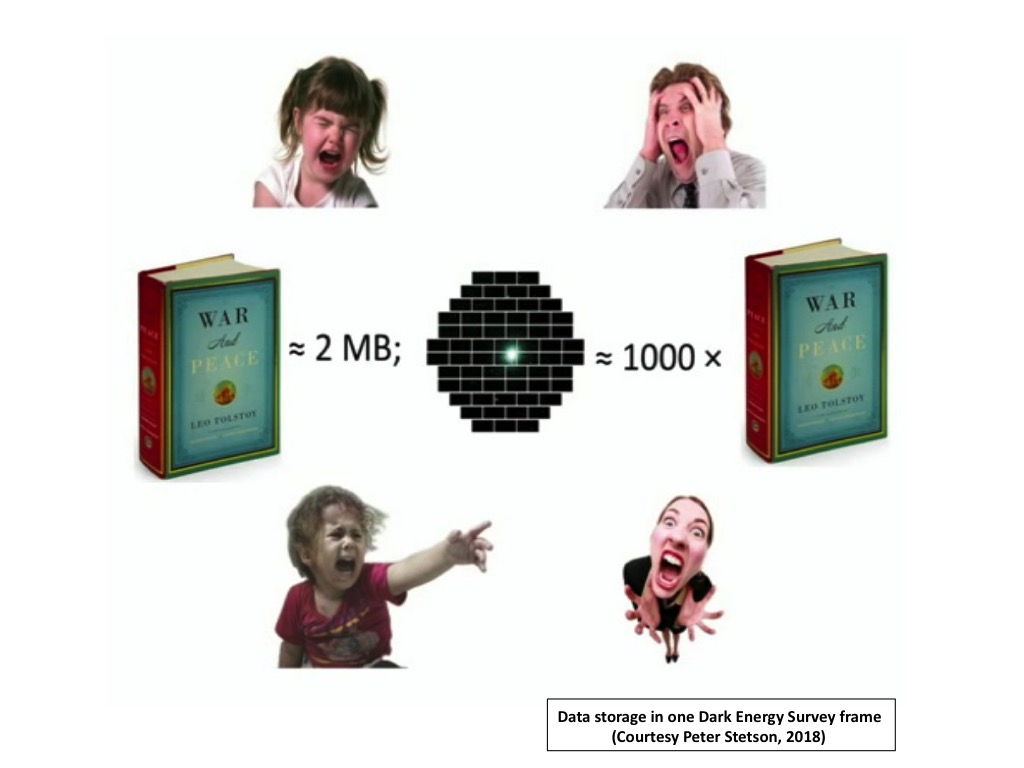 WAR
And
PEACE
LEO TOLSTOY
≈ 2 MB;
≈ 1000 ×
WAR
And
PEACE
LEO TOLSTOY
Data storage in one Dark Energy Survey frame
(Courtesy Peter Stetson, 2018)